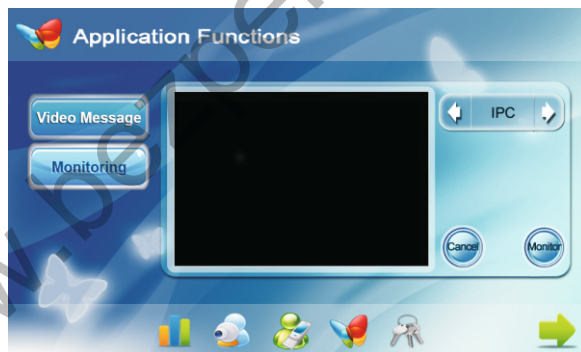 Application Functions
Video Message
IPC
Monitoring
Cancel
Monitor